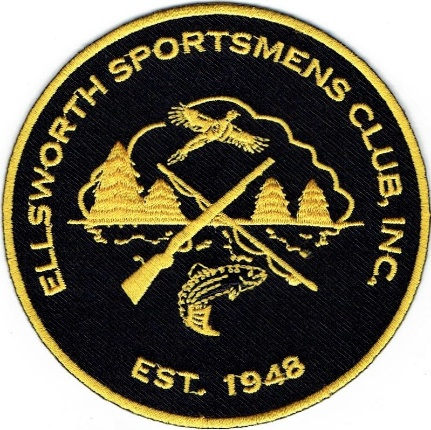 ELLSWORTH SPORTSMENS CLUB, INC.
EST. 1948